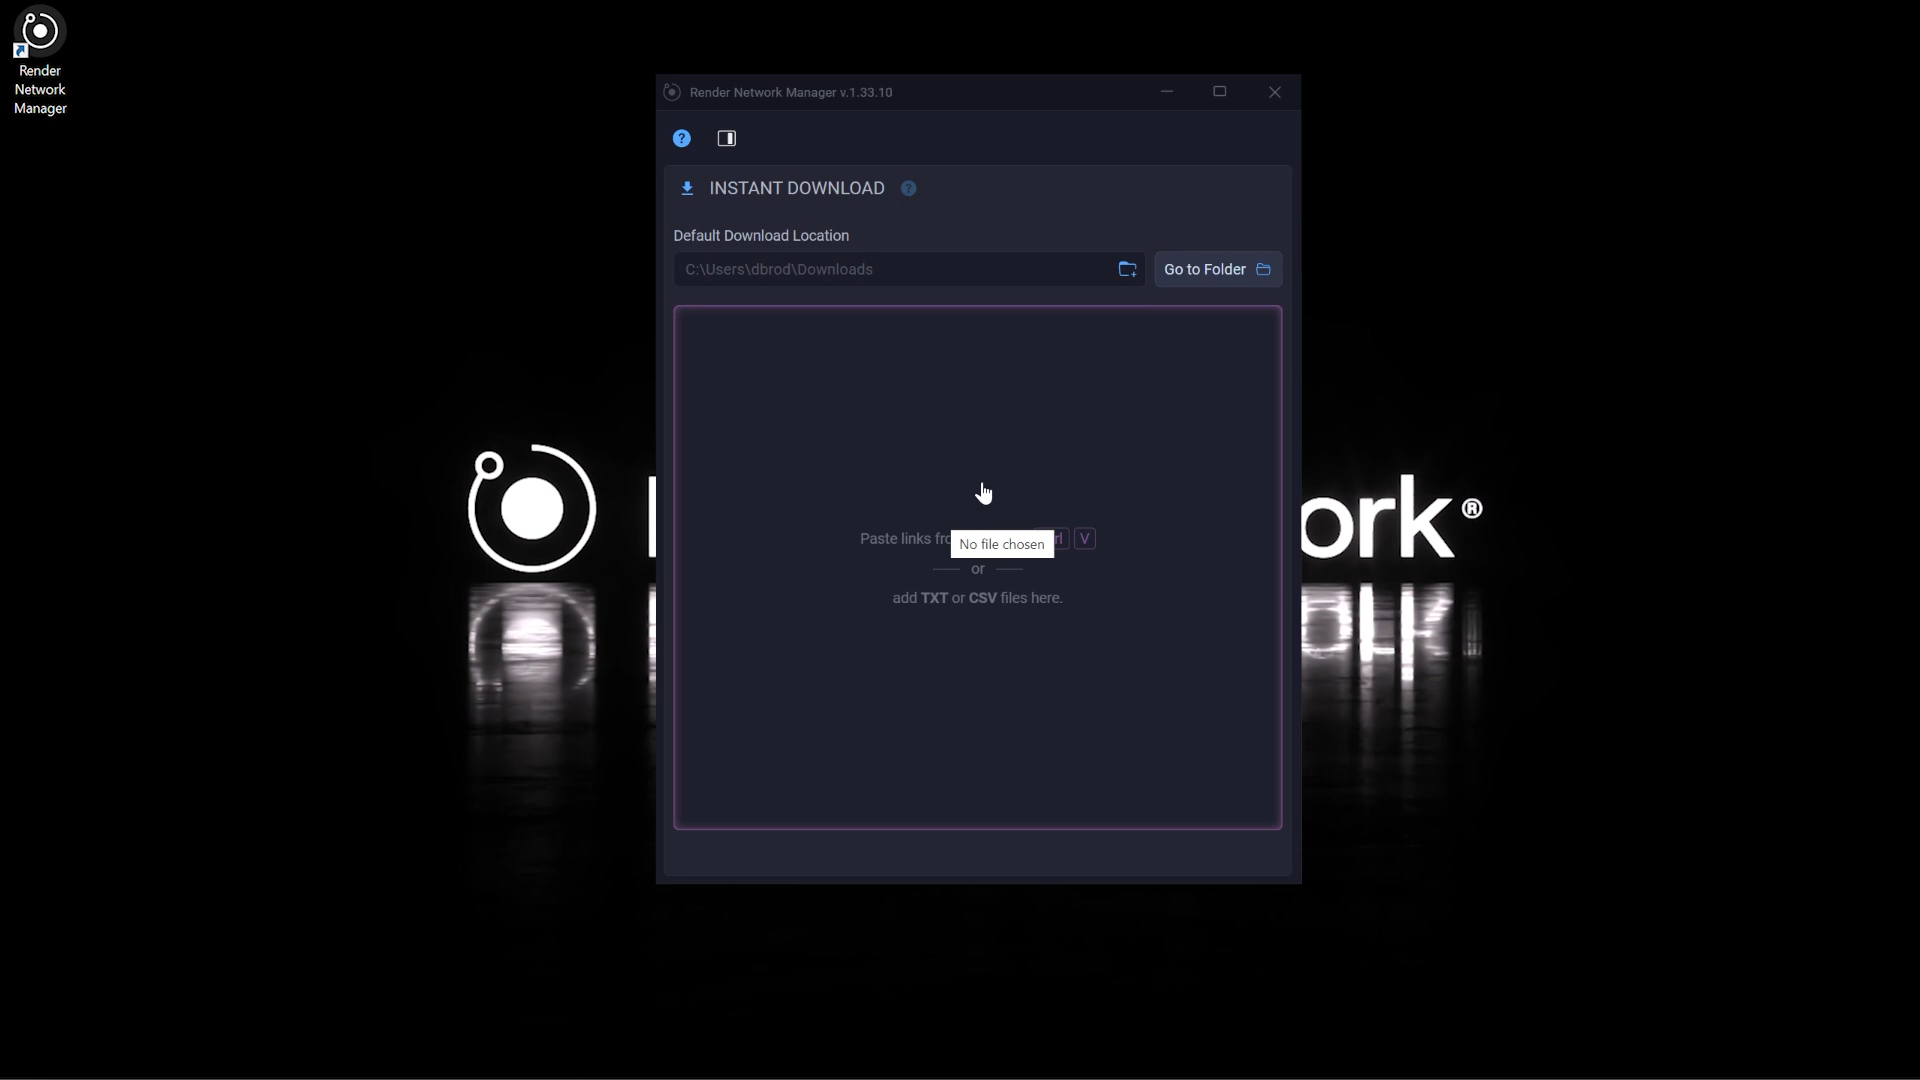 Render
Network
Manager
Render Network Manager v.1.33.10
INSTANT DOWNLOAD
Default Download Location
C:\Users\dbrod\Downloads
Go to Folder
Paste links
No file chosen
V
or
add TXT or CSV files here.
ork®